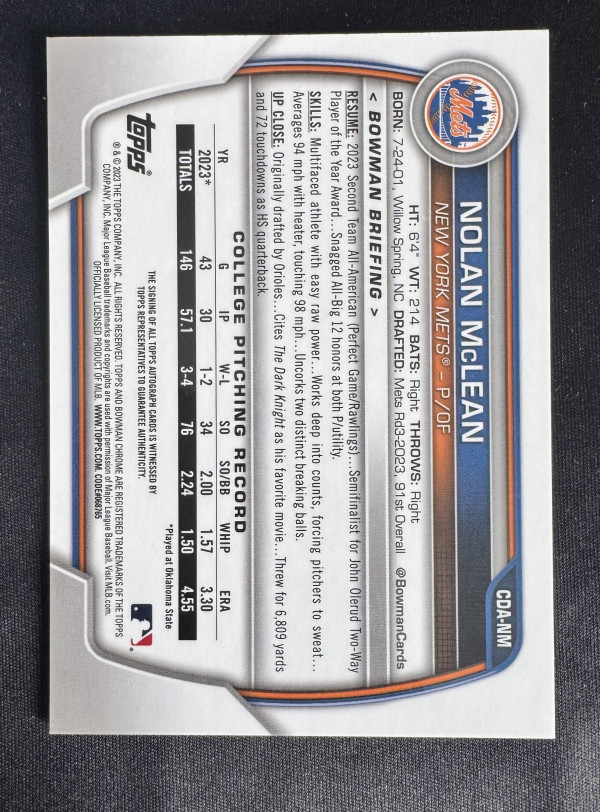 CDA-NM
Mets
NOLAN McLEAN
NEW YORK METS® – P/OF
HT: 6'4" WT: 214 BATS: Right THROWS: Right
BORN: 7-24-01, Willow Spring, NC DRAFTED: Mets Rd3-2023, 91st Overall @BowmanCards
< BOWMAN BRIEFING >
RESUME: 2023 Second Team All-American (Perfect Game/Rawlings)...Semifinalist for John Olerud Two-Way
Player of the Year Award...Snagged All-Big 12 honors at both P/utility.
SKILLS: Multifaceted athlete with easy raw power...Works deep into counts, forcing pitchers to sweat...
Averages 94 mph with heater, touching 98 mph...Uncorks two distinct breaking balls.
UP CLOSE: Originally drafted by Orioles...Cites The Dark Knight as his favorite movie...Threw for 6,809 yards
and 72 touchdowns as HS quarterback.
COLLEGE PITCHING RECORD
YR G IP W-L SO SO/BB WHIP ERA
2023* 43 30 1-2 34 2.00 1.57 3.30
TOTALS 146 57.1 3-4 76 2.24 1.50 4.55
*Played at Oklahoma State
THE SIGNING OF ALL TOPPS AUTOGRAPH CARDS IS WITNESSED BY
TOPPS REPRESENTATIVES TO GUARANTEE AUTHENTICITY.
topps®
® & © 2023 THE TOPPS COMPANY, INC. ALL RIGHTS RESERVED. TOPPS AND BOWMAN CHROME ARE REGISTERED TRADEMARKS OF THE TOPPS
COMPANY, INC. Major League Baseball trademarks and copyrights are used with permission of Major League Baseball. Visit MLB.com.
OFFICIALLY LICENSED PRODUCT OF MLB. WWW.TOPPS.COM. CODE#068765